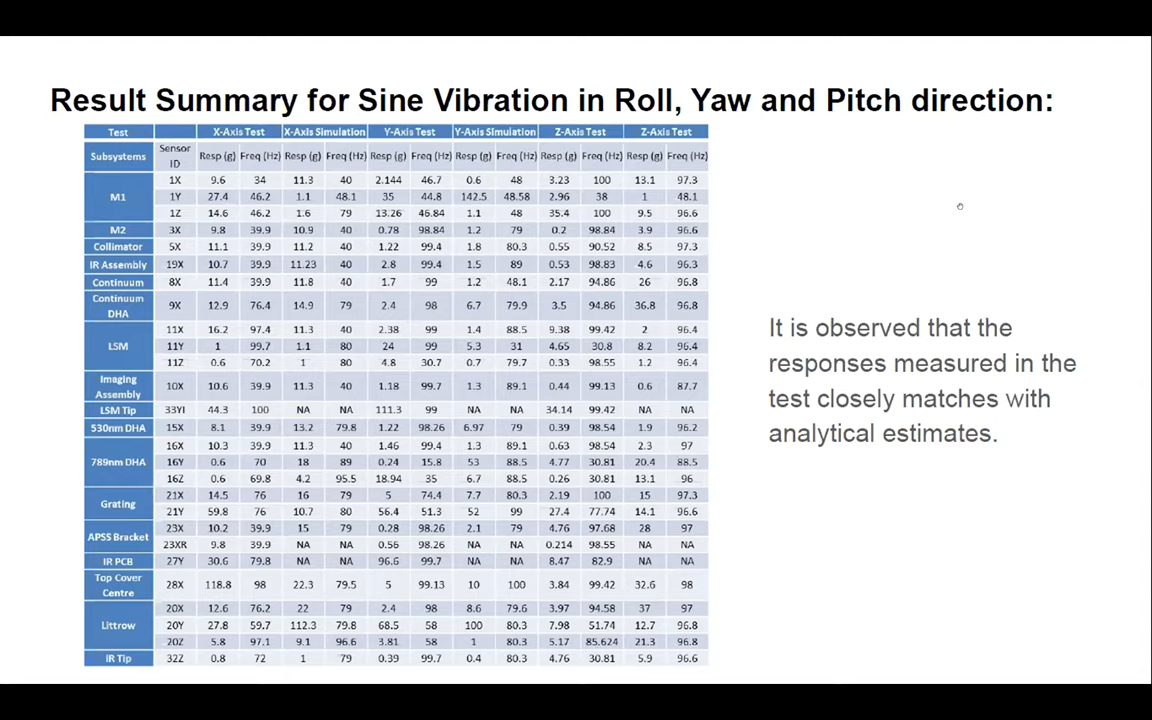 Result Summary for Sine Vibration in Roll, Yaw and Pitch direction:
Test X-Axis Test X-Axis Simulation Y-Axis Test Y-Axis Simulation Z-Axis Test Z-Axis Test
Subsystems Sensor ID Resp (g) Freq (Hz) Resp (g) Freq (Hz) Resp (g) Freq (Hz) Resp (g) Freq (Hz) Resp (g) Freq (Hz) Resp (g) Freq (Hz)
M1 1X 9.6 34 11.3 40 2.144 46.7 0.6 48 3.23 100 13.1 97.3
1Y 27.4 46.2 1.1 48.1 35 44.8 142.5 48.58 2.96 38 1 48.1
1Z 14.6 46.2 1.6 79 13.26 46.84 1.1 48 35.4 100 9.5 96.6
M2 3X 9.8 39.9 10.9 40 0.78 98.84 1.2 79 0.2 98.84 3.9 96.6
Collimator 5X 11.1 39.9 11.2 40 1.22 99.4 1.8 80.3 0.55 90.52 8.5 97.3
IR Assembly 19X 10.7 39.9 11.23 40 2.8 99.4 1.5 89 0.53 98.83 4.6 96.3
Continuum 8X 11.4 39.9 11.8 40 1.7 99 1.2 48.1 2.17 94.86 26 96.8
Continuum DHA 9X 12.9 76.4 14.9 79 2.4 98 6.7 79.9 3.5 94.86 36.8 96.8
LSM 11X 16.2 97.4 11.3 40 2.38 99 1.4 88.5 9.38 99.42 2 96.4
11Y 1 99.7 1.1 80 24 99 5.3 31 4.65 30.8 8.2 96.4
11Z 0.6 70.2 1 80 4.8 30.7 0.7 79.7 0.33 98.55 1.2 96.4
Imaging Assembly 10X 10.6 39.9 11.3 40 1.18 99.7 1.3 89.1 0.44 99.13 0.6 87.7
LSM Tip 33YI 44.3 100 NA NA 111.3 99 NA NA 34.14 99.42 NA NA
530nm DHA 15X 8.1 39.9 13.2 79.8 1.22 98.26 6.97 79 0.39 98.54 1.9 96.2
789nm DHA 16X 10.3 39.9 11.3 40 1.46 99.4 1.3 89.1 0.63 98.54 2.3 97
16Y 0.6 70 18 89 0.24 15.8 53 88.5 4.77 30.81 20.4 88.5
16Z 0.6 69.8 4.2 95.5 18.94 35 6.7 88.5 0.26 30.81 13.1 96
Grating 21X 14.5 76 16 79 5 74.4 7.7 80.3 2.19 100 15 97.3
21Y 59.8 76 10.7 80 56.4 51.3 52 99 27.4 77.74 14.1 96.6
APSS Bracket 23X 10.2 39.9 15 79 0.28 98.26 2.1 79 4.76 97.68 28 97
23XR 9.8 39.9 NA NA 0.56 98.26 NA NA 0.214 98.55 NA NA
IR PCB 27Y 30.6 79.8 NA NA 96.6 99.7 NA NA 8.47 82.9 NA NA
Top Cover Centre 28X 118.8 98 22.3 79.5 5 99.13 10 100 3.84 99.42 32.6 98
Littrow 20X 12.6 76.2 22 79 2.4 98 8.6 79.6 3.97 94.58 37 97
20Y 27.8 59.7 112.3 79.8 68.5 58 100 80.3 7.98 51.74 12.7 96.8
20Z 5.8 97.1 9.1 96.6 3.81 58 1 80.3 5.17 85.624 21.3 96.8
IR Tip 32Z 0.8 72 1 79 0.39 99.7 0.4 80.3 4.76 30.81 5.9 96.6
It is observed that the
responses measured in the
test closely matches with
analytical estimates.